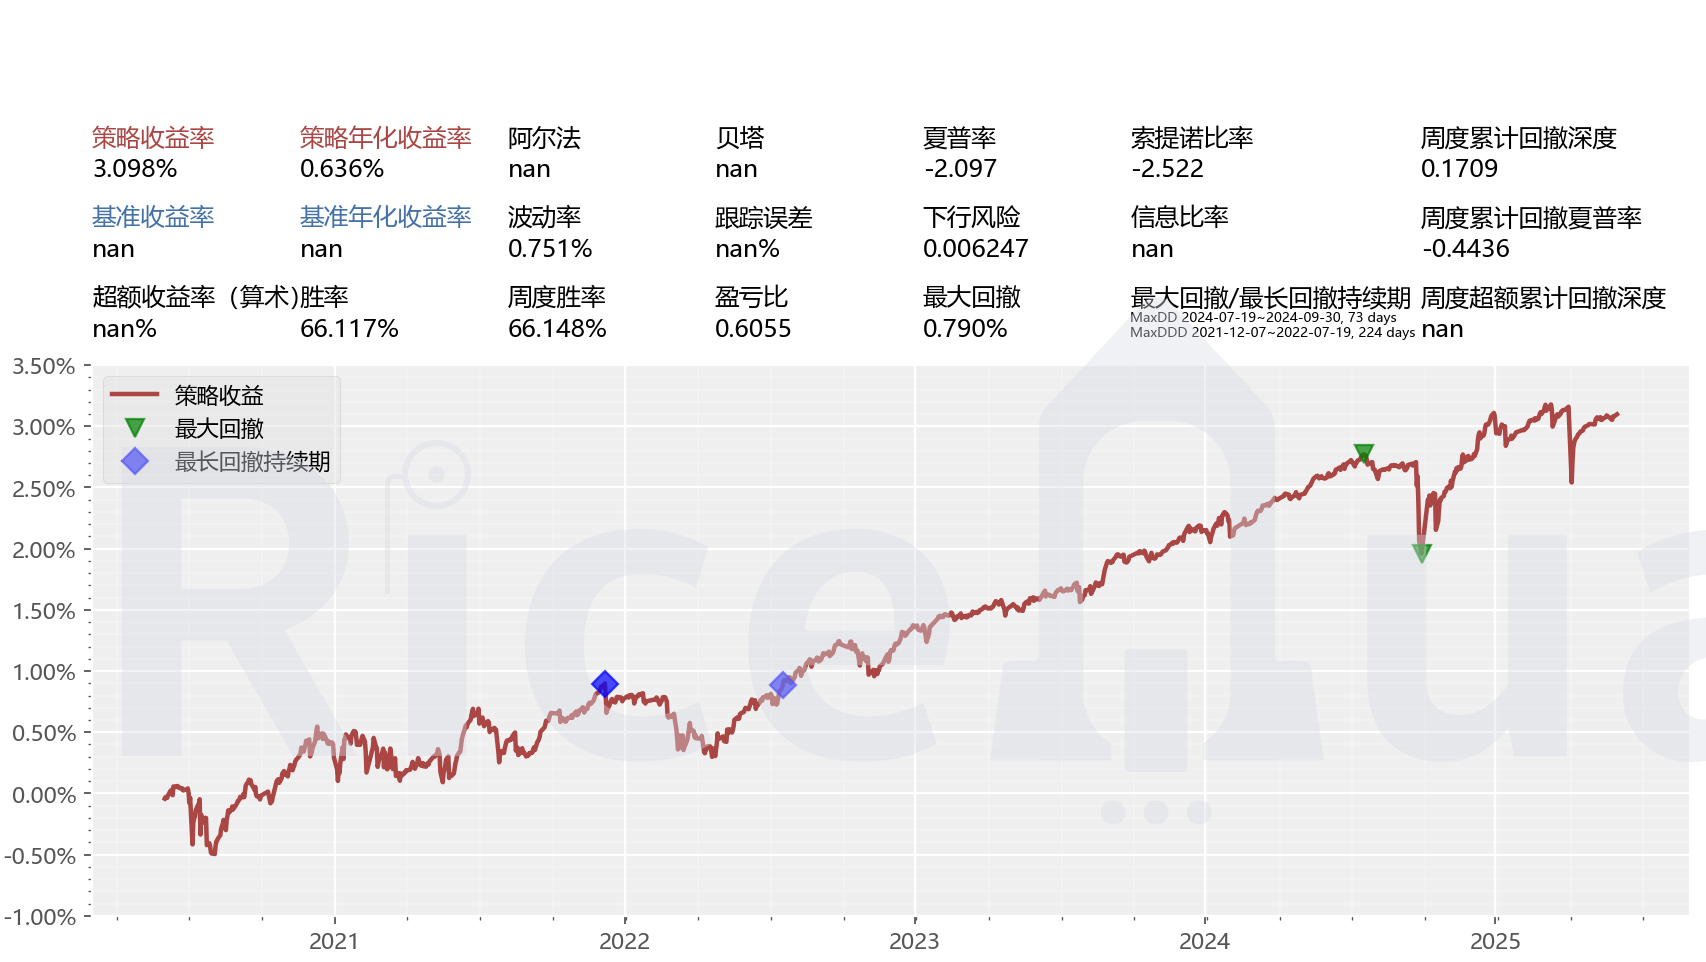 策略收益率 策略年化收益率 阿尔法 贝塔 夏普率 索提诺比率 周度累计回撤深度
3.098% 0.636% nan nan -2.097 -2.522 0.1709
基准收益率 基准年化收益率 波动率 跟踪误差 下行风险 信息比率 周度累计回撤夏普率
nan nan 0.751% nan% 0.006247 nan -0.4436
超额收益率（算术）胜率 周度胜率 盈亏比 最大回撤 最大回撤/最长回撤持续期 周度超额累计回撤深度
nan% 66.117% 66.148% 0.6055 0.790% MaxDD 2024-07-19~2024-09-30, 73 days
MaxDDD 2021-12-07~2022-07-19, 224 days nan
3.50%
策略收益
3.00%
最大回撤
最长回撤持续期
2.50%
2.00%
1.50%
1.00%
0.50%
0.00%
-0.50%
-1.00%
2021 2022 2023 2024 2025
Rice Qua